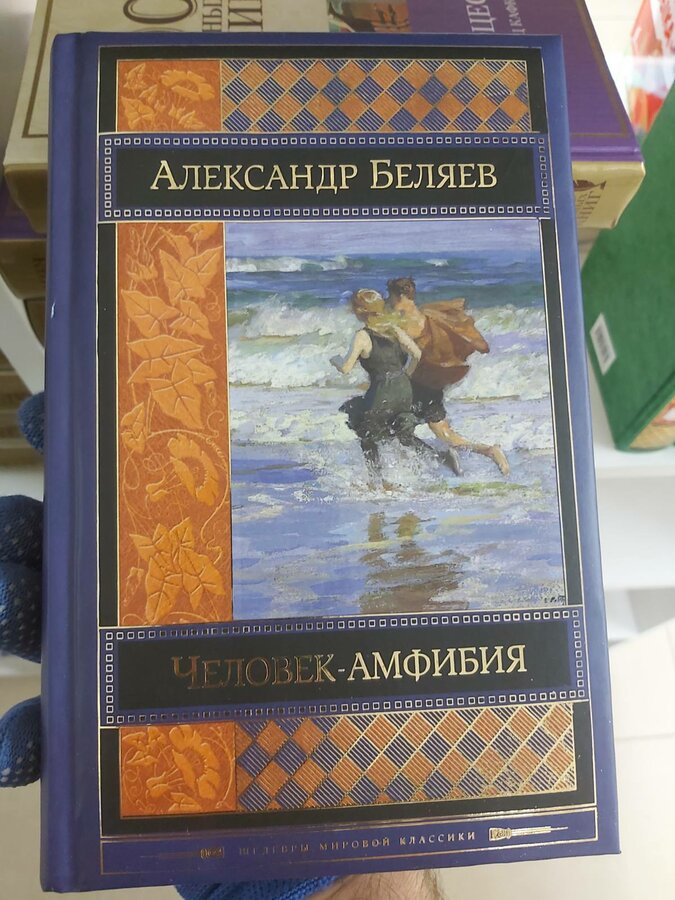 Александр Беляев
Человек-амфибия
ШЕДЕВРЫ МИРОВОЙ КЛАССИКИ